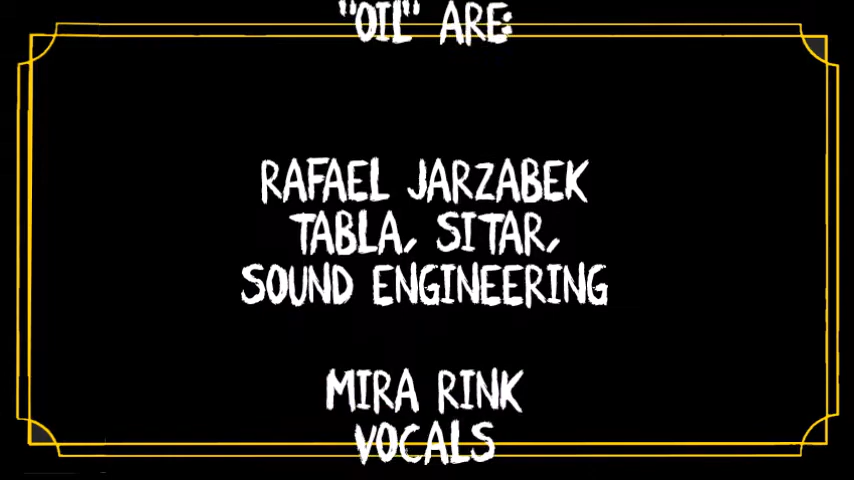 "OIL" ARE:
RAFAEL JARZABEK
TABLA, SITAR,
SOUND ENGINEERING
MIRA RINK
VOCALS